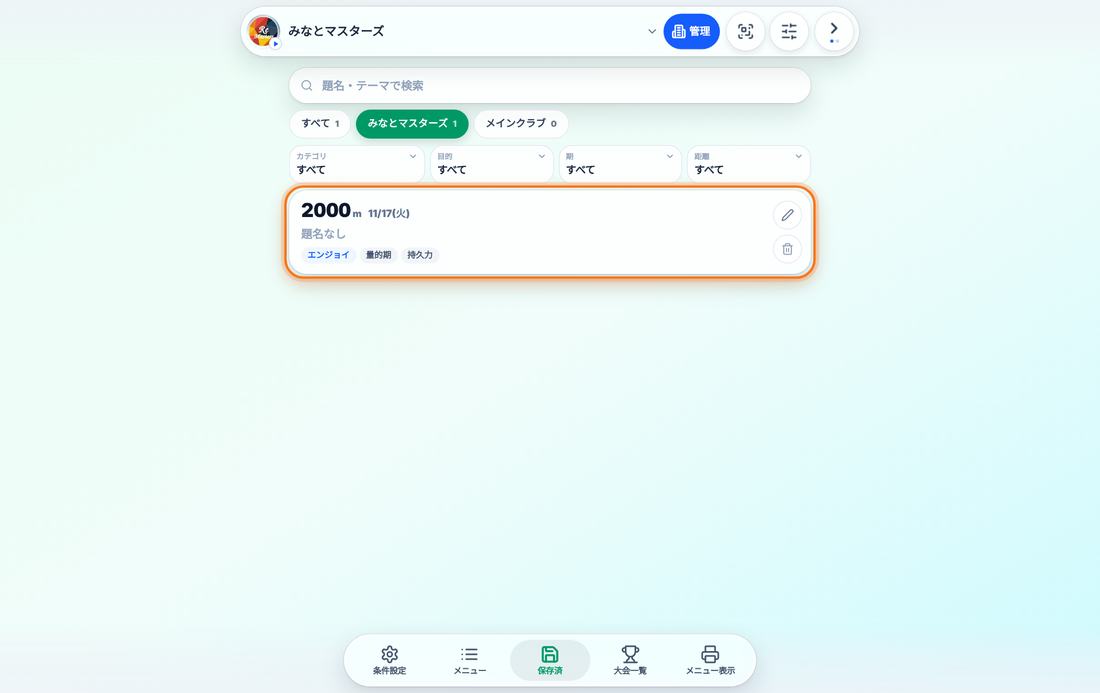 みなとマスターズ
管理
題名・テーマで検索
すべて 1 みなとマスターズ 1 メインクラブ 0
カテゴリ 目的 期 距離
すべて すべて すべて すべて
2000 m 11/17(火)
題名なし
エンジョイ 量的期 持久力
条件設定 メニュー 保存済 大会一覧 メニュー表示